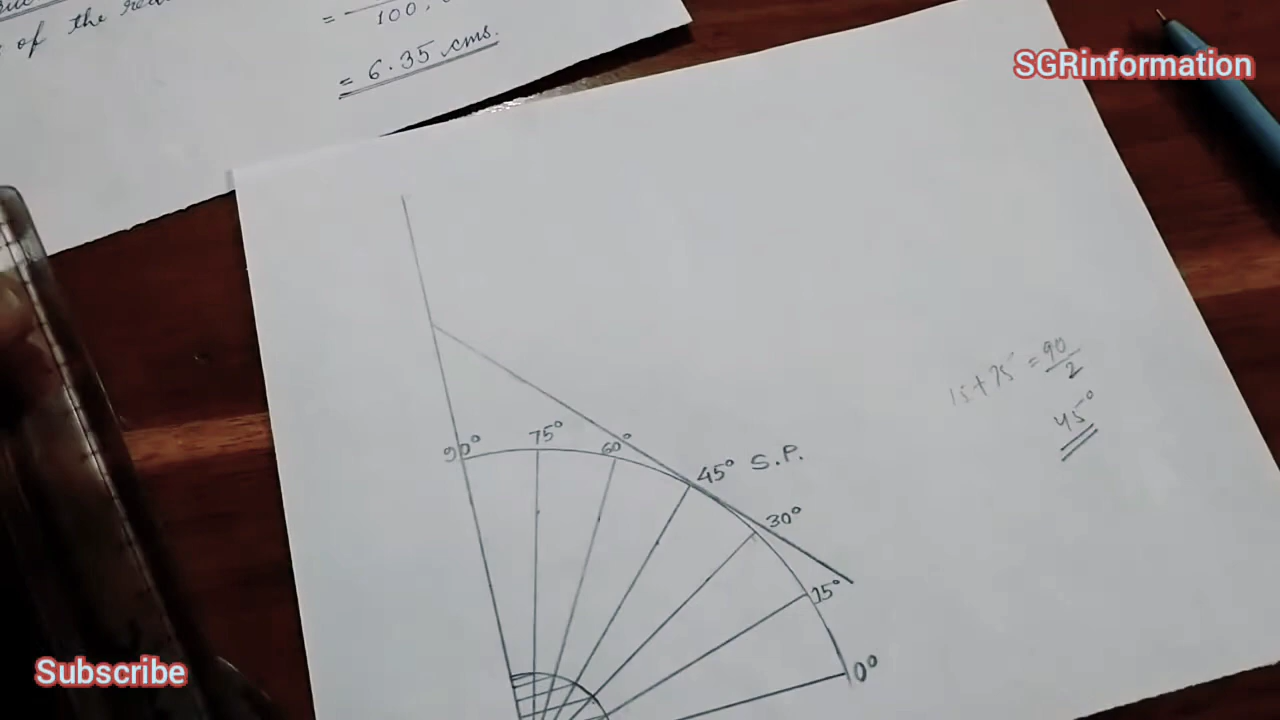 of the
=
100,
= 6.35 cms.
SGRinformation
15+75 = 90
2
45°
90°
75°
60°
45° S.P.
30°
15°
0°
Subscribe